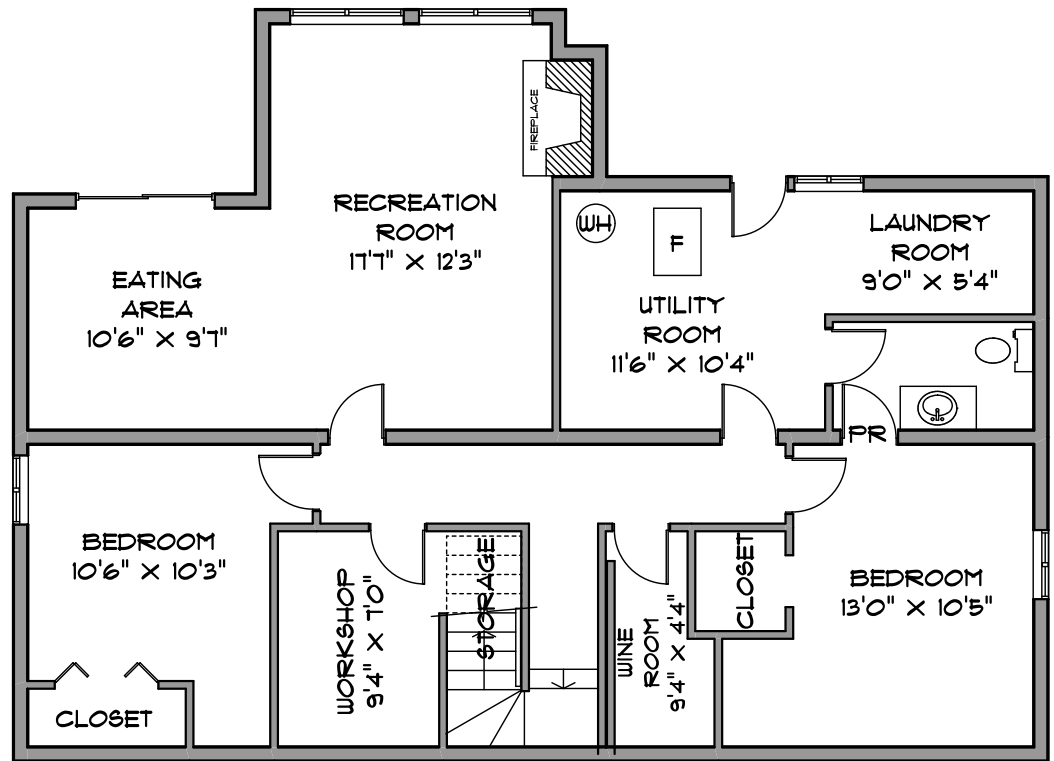 FIREPLACE
RECREATION
ROOM
17'7" X 12'3"
EATING
AREA
10'6" X 9'7"
WH
F
LAUNDRY
ROOM
9'0" X 5'4"
UTILITY
ROOM
11'6" X 10'4"
PR
BEDROOM
10'6" X 10'3"
CLOSET
WORKSHOP
9'4" X 7'0"
STORAGE
WINE
ROOM
9'4" X 4'4"
CLOSET
BEDROOM
13'0" X 10'5"